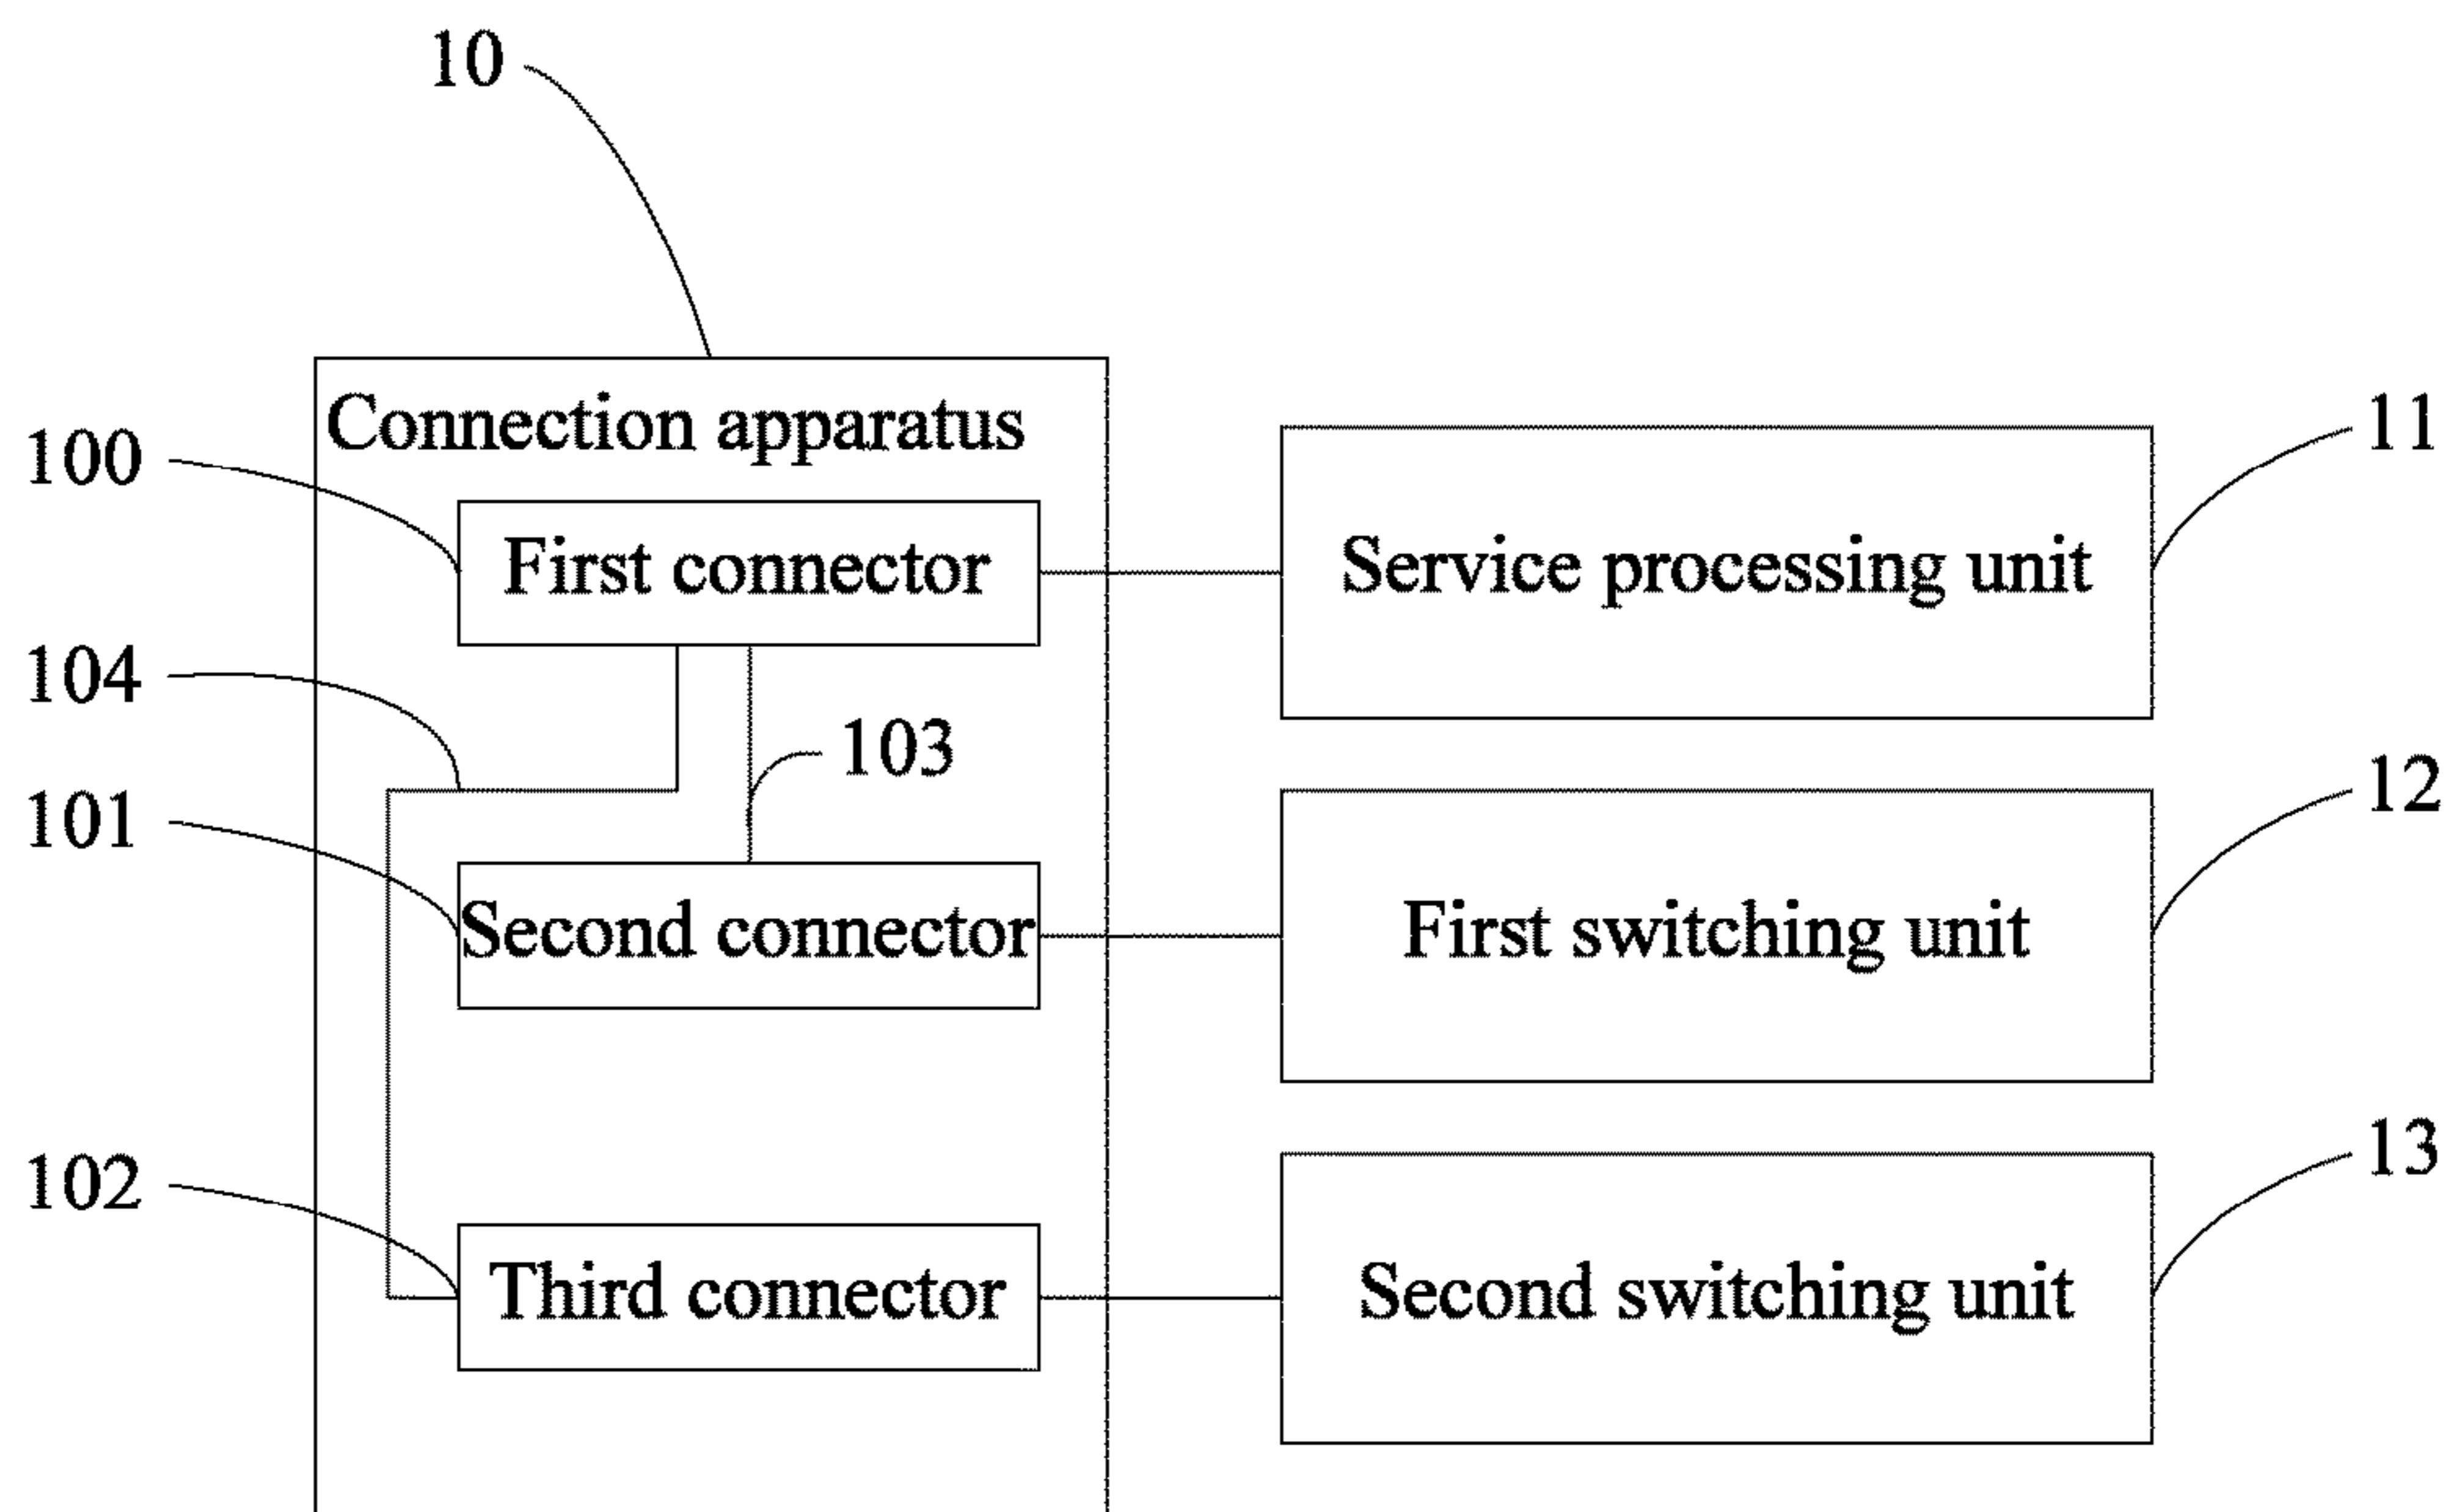 10
Connection apparatus
100
First connector
Service processing unit
11
104
103
101
Second connector
First switching unit
12
102
Third connector
Second switching unit
13